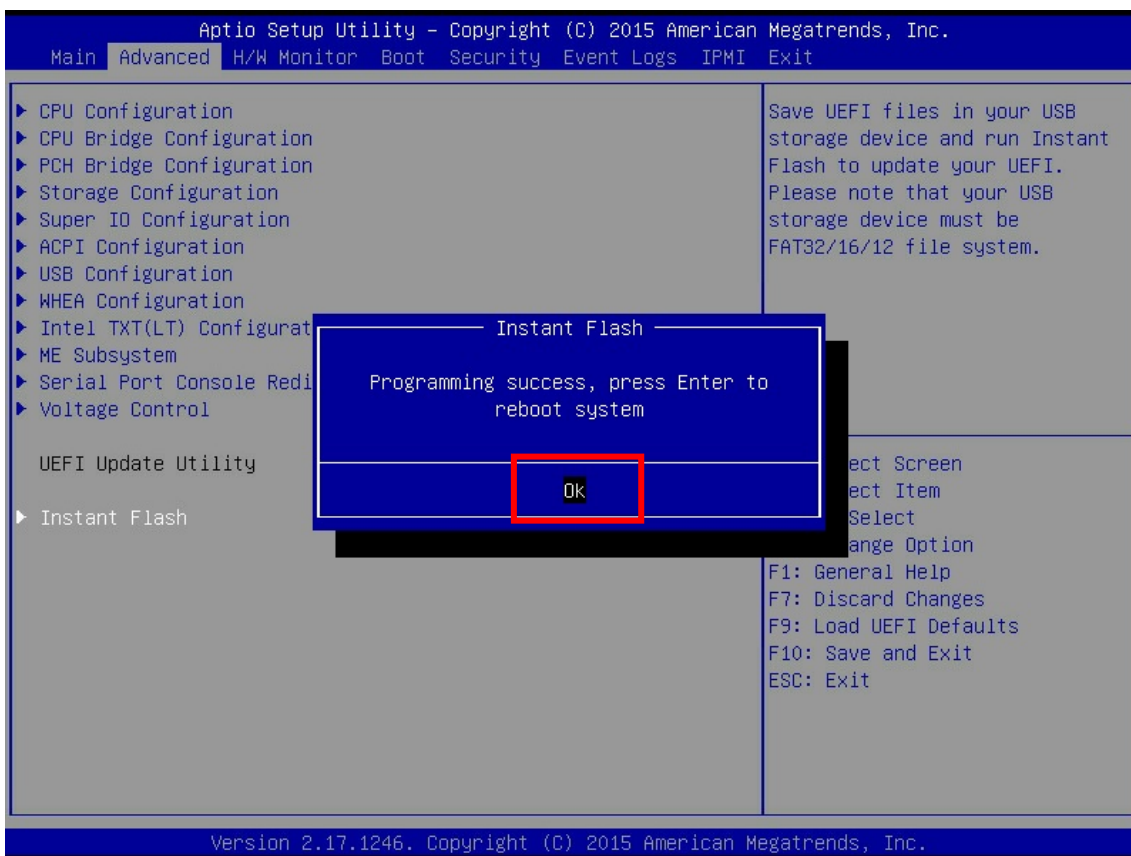 Aptio Setup Utility – Copyright (C) 2015 American Megatrends, Inc.
Main Advanced H/W Monitor Boot Security Event Logs IPMI Exit
CPU Configuration
CPU Bridge Configuration
PCH Bridge Configuration
Storage Configuration
Super IO Configuration
ACPI Configuration
USB Configuration
WHEA Configuration
Intel TXT(LT) Configurat
ME Subsystem
Serial Port Console Redi
Voltage Control
UEFI Update Utility
Instant Flash
Instant Flash
Programming success, press Enter to
reboot system
Ok
Save UEFI files in your USB
storage device and run Instant
Flash to update your UEFI.
Please note that your USB
storage device must be
FAT32/16/12 file system.
ect Screen
ect Item
Select
ange Option
F1: General Help
F7: Discard Changes
F9: Load UEFI Defaults
F10: Save and Exit
ESC: Exit
Version 2.17.1246. Copyright (C) 2015 American Megatrends, Inc.